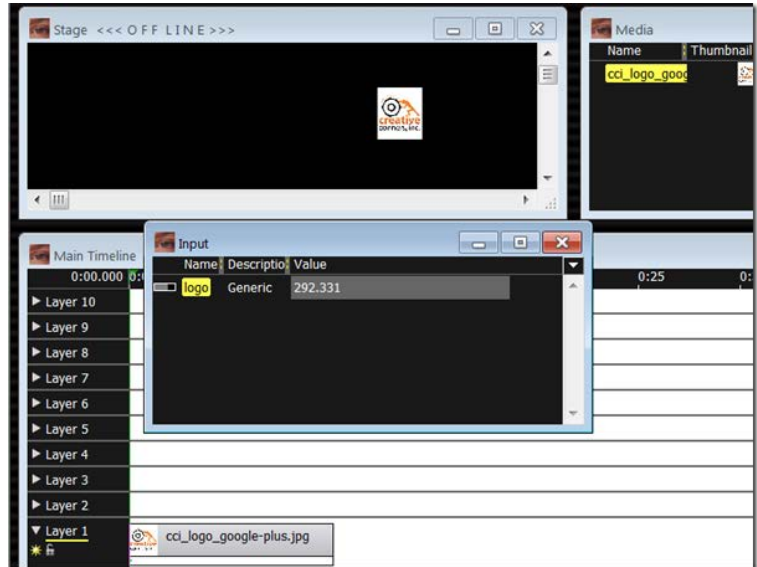 Stage <<< O F F L I N E >>>
creative
Media
Name Thumbnail
cci_logo_goog
Input
Name Descriptio Value
logo Generic 292.331
Main Timeline
0:00.000 0:25
Layer 10
Layer 9
Layer 8
Layer 7
Layer 6
Layer 5
Layer 4
Layer 3
Layer 2
Layer 1
cci_logo_google-plus.jpg